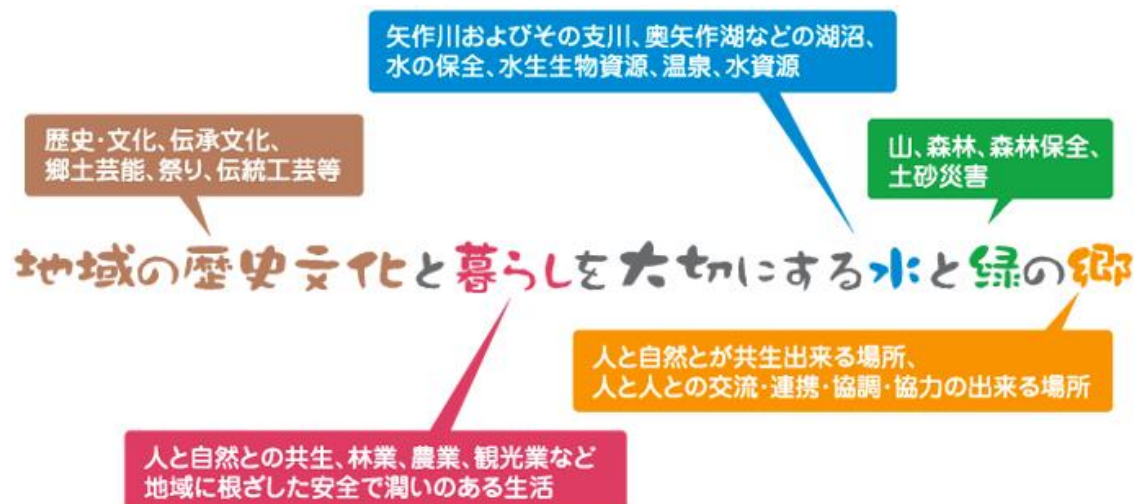 矢作川およびその支川、奥矢作湖などの湖沼、
水の保全、水生生物資源、温泉、水資源
歴史・文化、伝承文化、
郷土芸能、祭り、伝統工芸等
山、森林、森林保全、
土砂災害
地域の歴史文化と暮らしを大切にする水と緑の郷
人と自然とが共生出来る場所、
人と人との交流・連携・協調・協力の出来る場所
人と自然との共生、林業、農業、観光業など
地域に根ざした安全で潤いのある生活